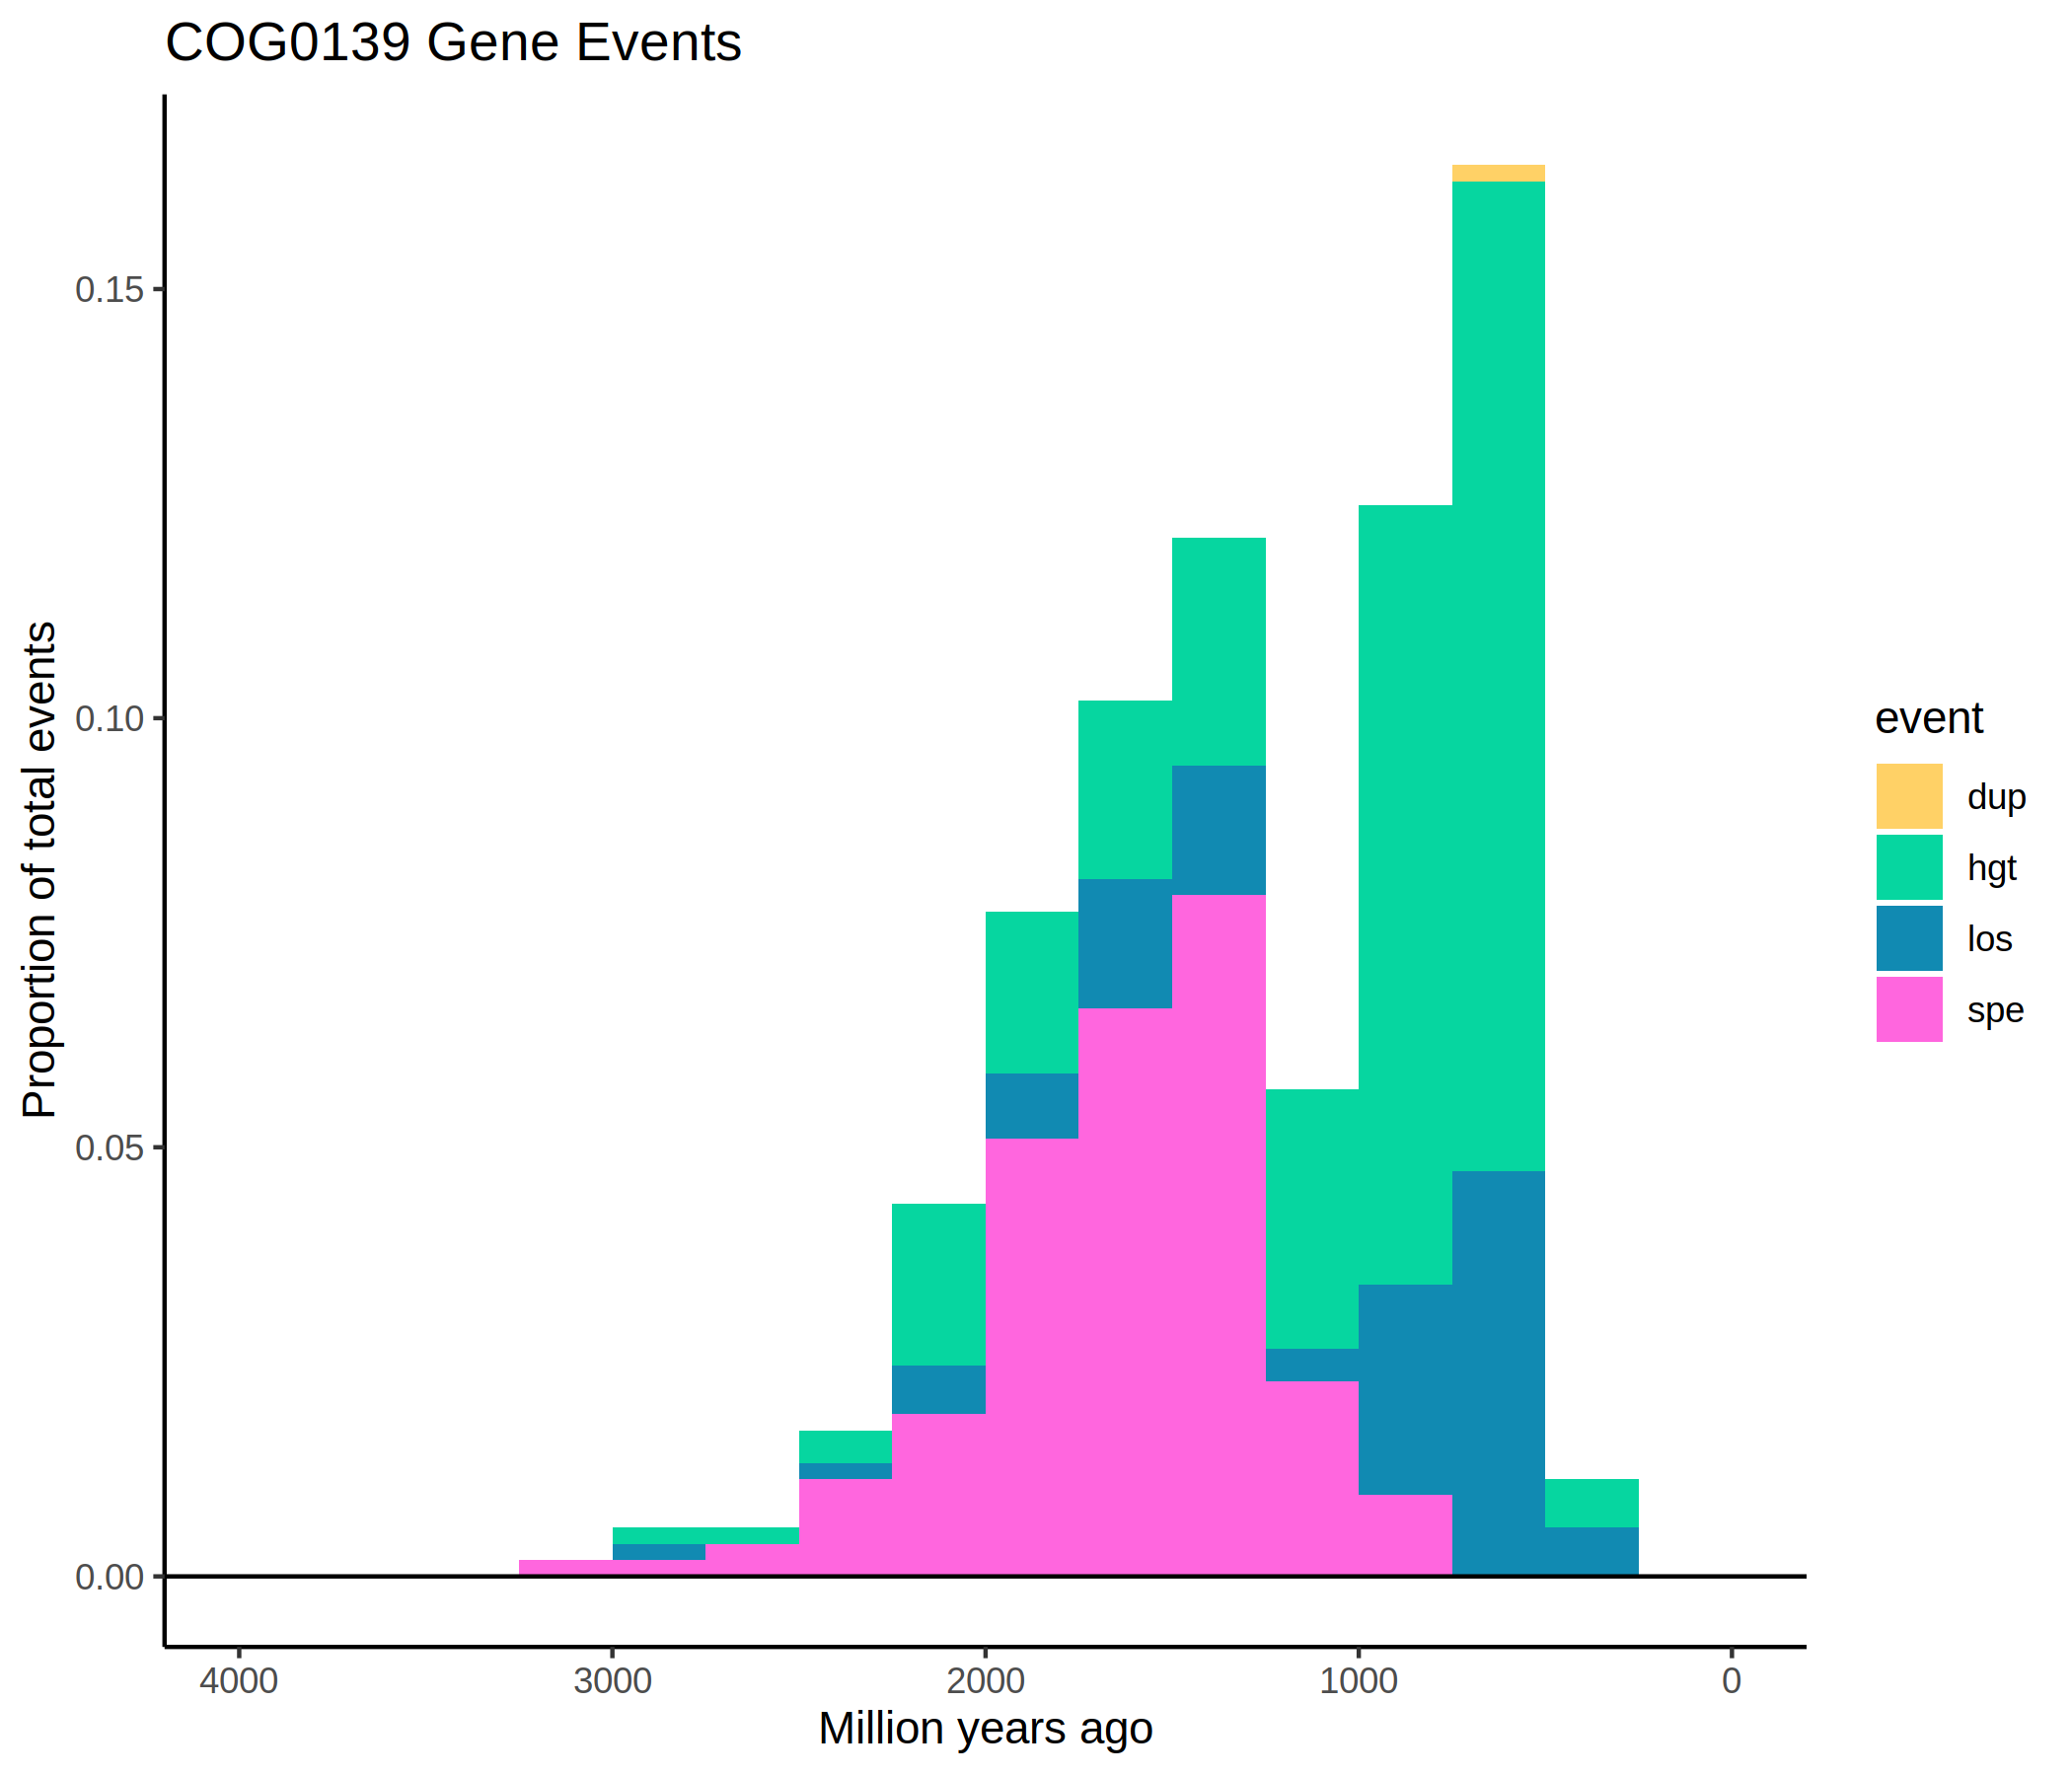 COG0139 Gene Events
Proportion of total events
0.15
0.10
0.05
0.00
4000 3000 2000 1000 0
Million years ago
event
dup
hgt
los
spe